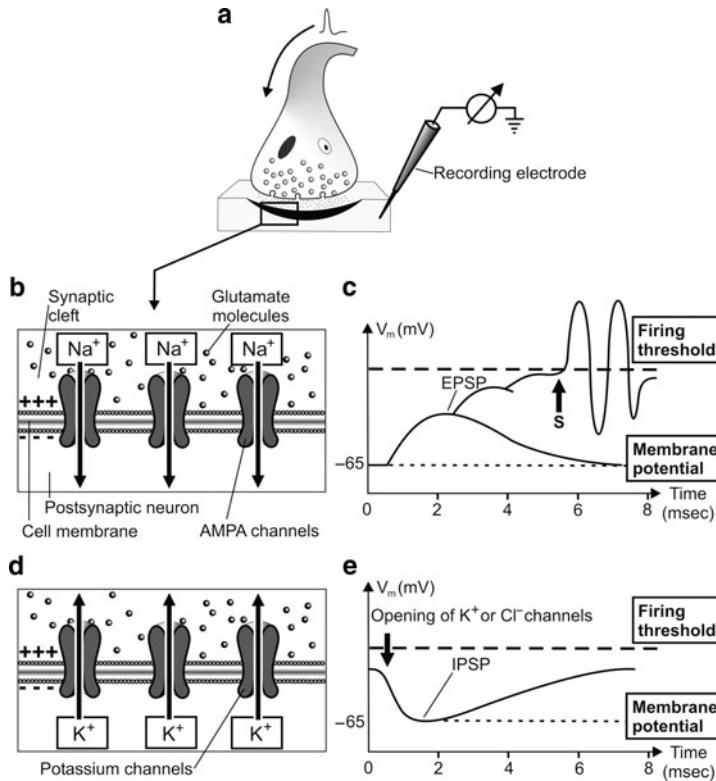 a
Recording electrode
b
Synaptic
cleft
Glutamate
molecules
Na⁺
Na⁺
Na⁺
+++
---
Postsynaptic neuron
Cell membrane
AMPA channels
c
Vₘ (mV)
Firing
threshold
EPSP
S
Membrane
potential
−65
0
2
4
6
8
Time
(msec)
d
+++
---
K⁺
K⁺
K⁺
Potassium channels
e
Vₘ (mV)
Opening of K⁺ or Cl⁻ channels
Firing
threshold
IPSP
Membrane
potential
−65
0
2
4
6
8
Time
(msec)